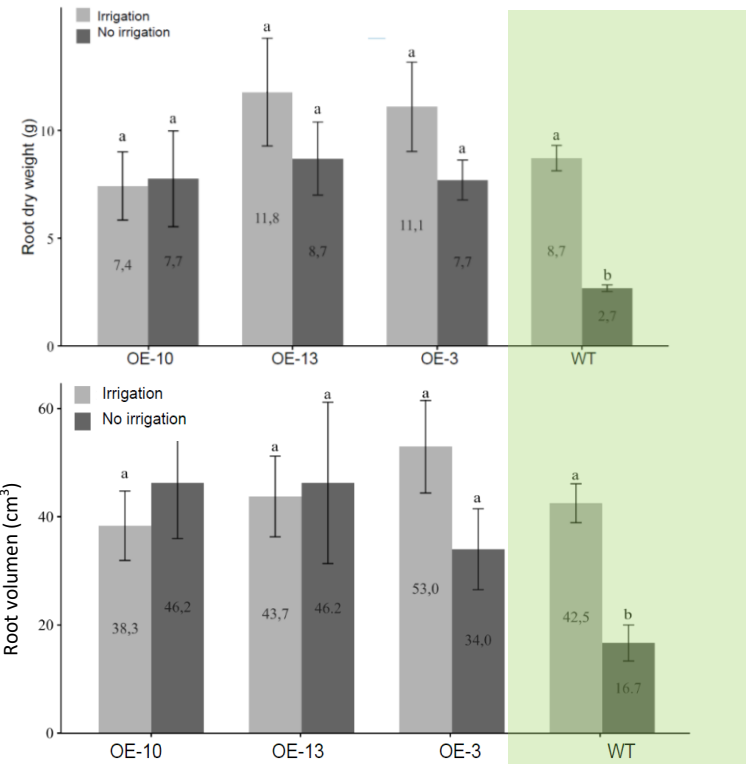 Irrigation
No irrigation
Root dry weight (g)
10
5
0
a
a
a
a
a
a
a
b
7,4
7,7
11,8
8,7
11,1
7,7
8,7
2,7
OE-10
OE-13
OE-3
WT
Irrigation
No irrigation
Root volumen (cm³)
60
40
20
0
a
a
a
a
a
a
b
38,3
46,2
43,7
46.2
53,0
34,0
42,5
16.7
OE-10
OE-13
OE-3
WT